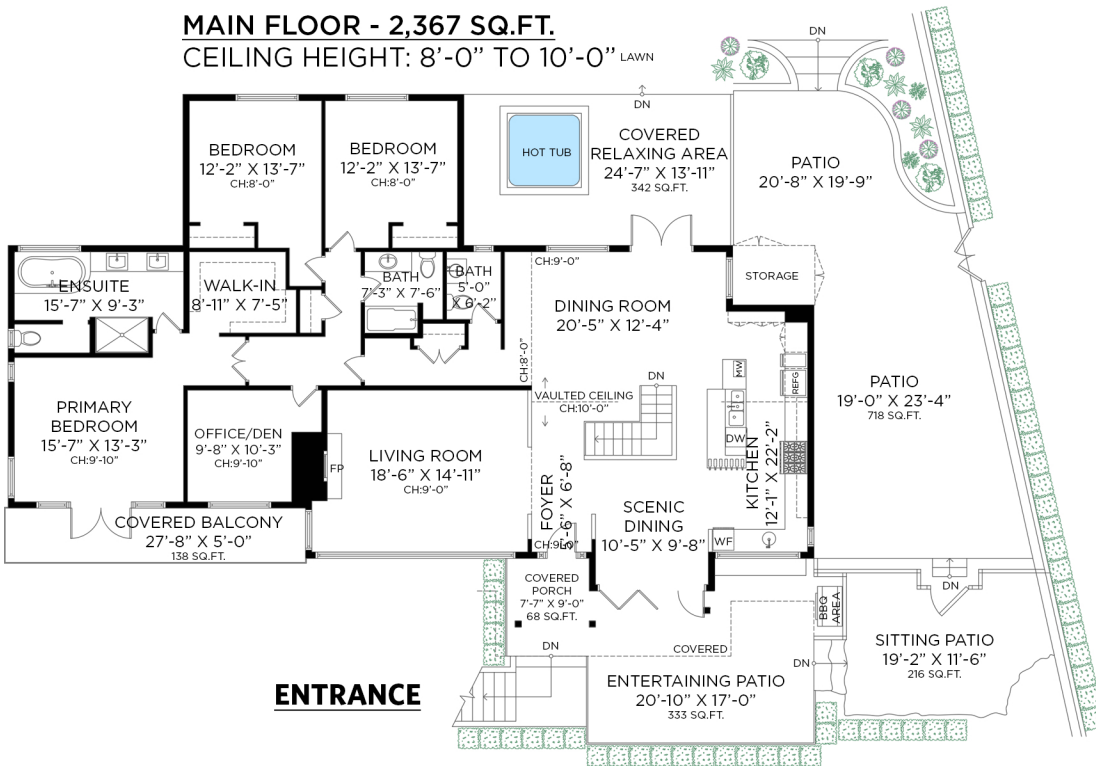 MAIN FLOOR - 2,367 SQ.FT.
CEILING HEIGHT: 8'-0" TO 10'-0"
LAWN
DN
DN
BEDROOM
12'-2" X 13'-7"
CH:8'-0"
BEDROOM
12'-2" X 13'-7"
CH:8'-0"
HOT TUB
COVERED
RELAXING AREA
24'-7" X 13'-11"
342 SQ.FT.
PATIO
20'-8" X 19'-9"
ENSUITE
15'-7" X 9'-3"
WALK-IN
8'-11" X 7'-5"
BATH
7'-3" X 7'-6"
BATH
5'-0"
X 6'-2"
CH:9'-0"
STORAGE
DINING ROOM
20'-5" X 12'-4"
CH:8'-0"
VAULTED CEILING
CH:10'-0"
DN
MW
REFG
DW
PATIO
19'-0" X 23'-4"
718 SQ.FT.
PRIMARY
BEDROOM
15'-7" X 13'-3"
CH:9'-10"
OFFICE/DEN
9'-8" X 10'-3"
CH:9'-10"
FP
LIVING ROOM
18'-6" X 14'-11"
CH:9'-0"
FOYER
X 6'-8"
CH:9'-0"
SCENIC
DINING
10'-5" X 9'-8"
KITCHEN
12'-1" X 22'-2"
WF
COVERED BALCONY
27'-8" X 5'-0"
138 SQ.FT.
COVERED
PORCH
7'-7" X 9'-0"
68 SQ.FT.
DN
COVERED
BBQ
AREA
DN
DN
SITTING PATIO
19'-2" X 11'-6"
216 SQ.FT.
ENTERTAINING PATIO
20'-10" X 17'-0"
333 SQ.FT.
ENTRANCE